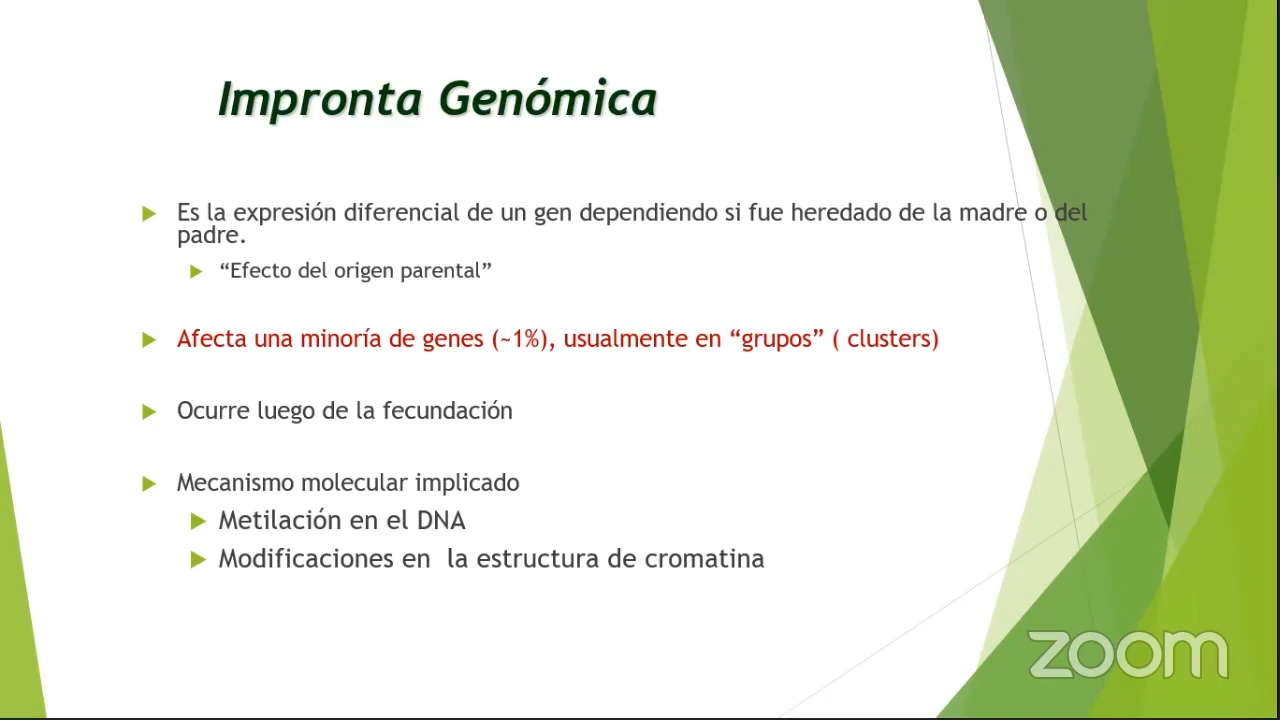 Impronta Genómica
Es la expresión diferencial de un gen dependiendo si fue heredado de la madre o del
padre.
“Efecto del origen parental”
Afecta una minoría de genes (~1%), usualmente en “grupos” ( clusters)
Ocurre luego de la fecundación
Mecanismo molecular implicado
Metilación en el DNA
Modificaciones en  la estructura de cromatina
zoom